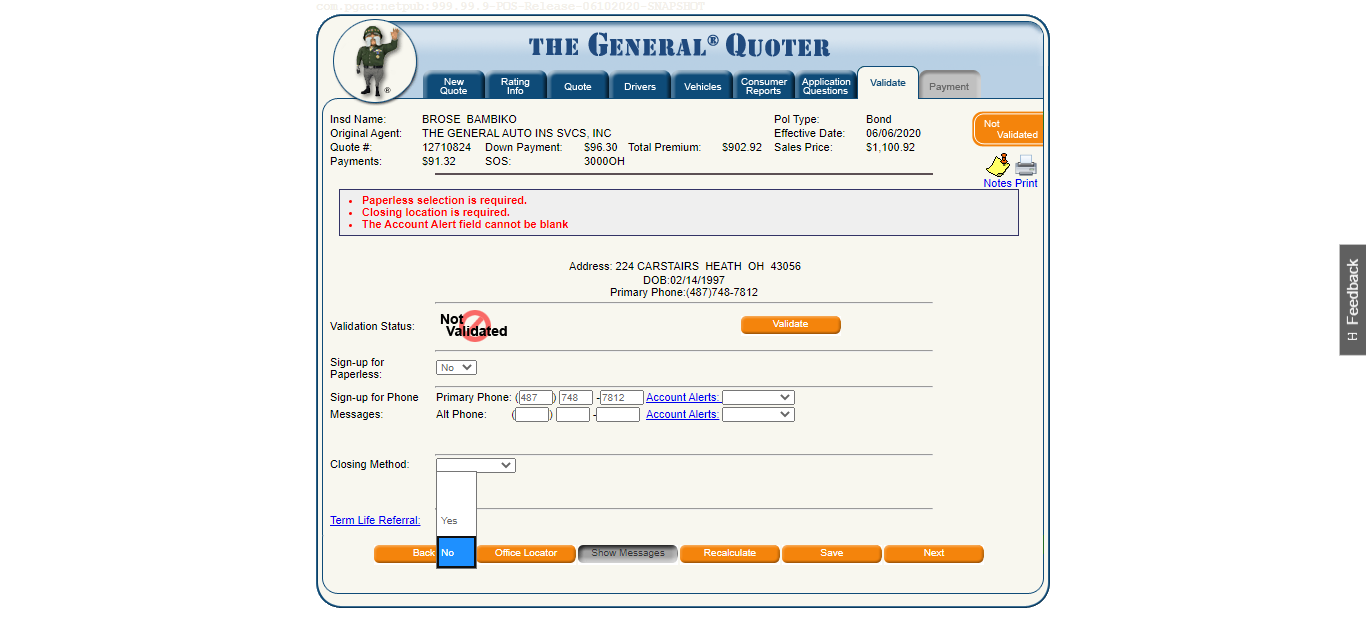 com.pgac:netpub:999.99.9-POS-Release-06102020-SNAPSHOT
THE GENERAL® QUOTER
New Quote
Rating Info
Quote
Drivers
Vehicles
Consumer Reports
Application Questions
Validate
Payment
®
Insd Name: BROSE BAMBIKO Pol Type: Bond
Original Agent: THE GENERAL AUTO INS SVCS, INC Effective Date: 06/06/2020
Quote #: 12710824 Down Payment: $96.30 Total Premium: $902.92 Sales Price: $1,100.92
Payments: $91.32 SOS: 3000OH
Not Validated
Notes Print
Paperless selection is required.
Closing location is required.
The Account Alert field cannot be blank
Address: 224 CARSTAIRS HEATH OH 43056
DOB:02/14/1997
Primary Phone:(487)748-7812
Validation Status: Not Validated Validate
Sign-up for Paperless: No
Sign-up for Phone Messages:
Primary Phone: (487) 748 -7812 Account Alerts:
Alt Phone: ( ) - Account Alerts:
Closing Method:
Yes
No
Term Life Referral:
Back Office Locator Show Messages Recalculate Save Next
Feedback